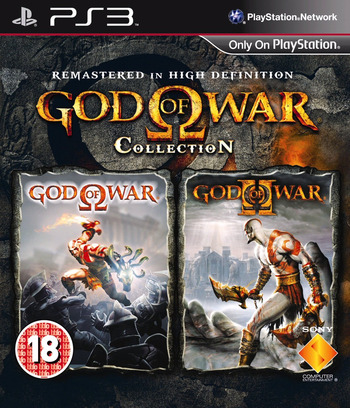 PS3
PlayStation®Network
Only On PlayStation®
REMASTERED IN HIGH DEFINITION
GOD OF WAR
COLLECTION
GOD OF WAR
GOD OF WAR
II
18
SONY
COMPUTER
ENTERTAINMENT